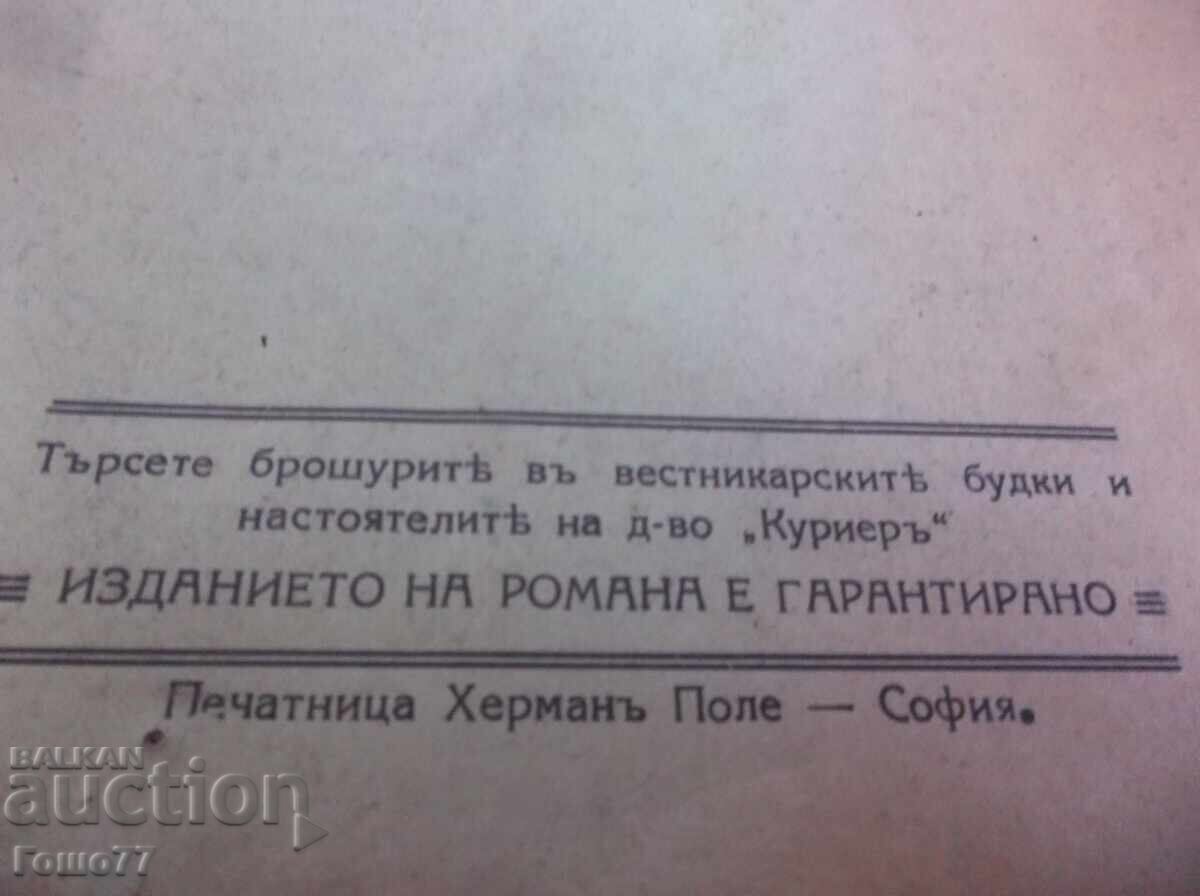 Търсете брошуритѣ въ вестникарскитѣ будки и
настоятелитѣ на д-во „Куриеръ“
≡ ИЗДАНИЕТО НА РОМАНА Е ГАРАНТИРАНО ≡
Печатница Херманъ Поле — София.
BALKAN
auction
Гошо77